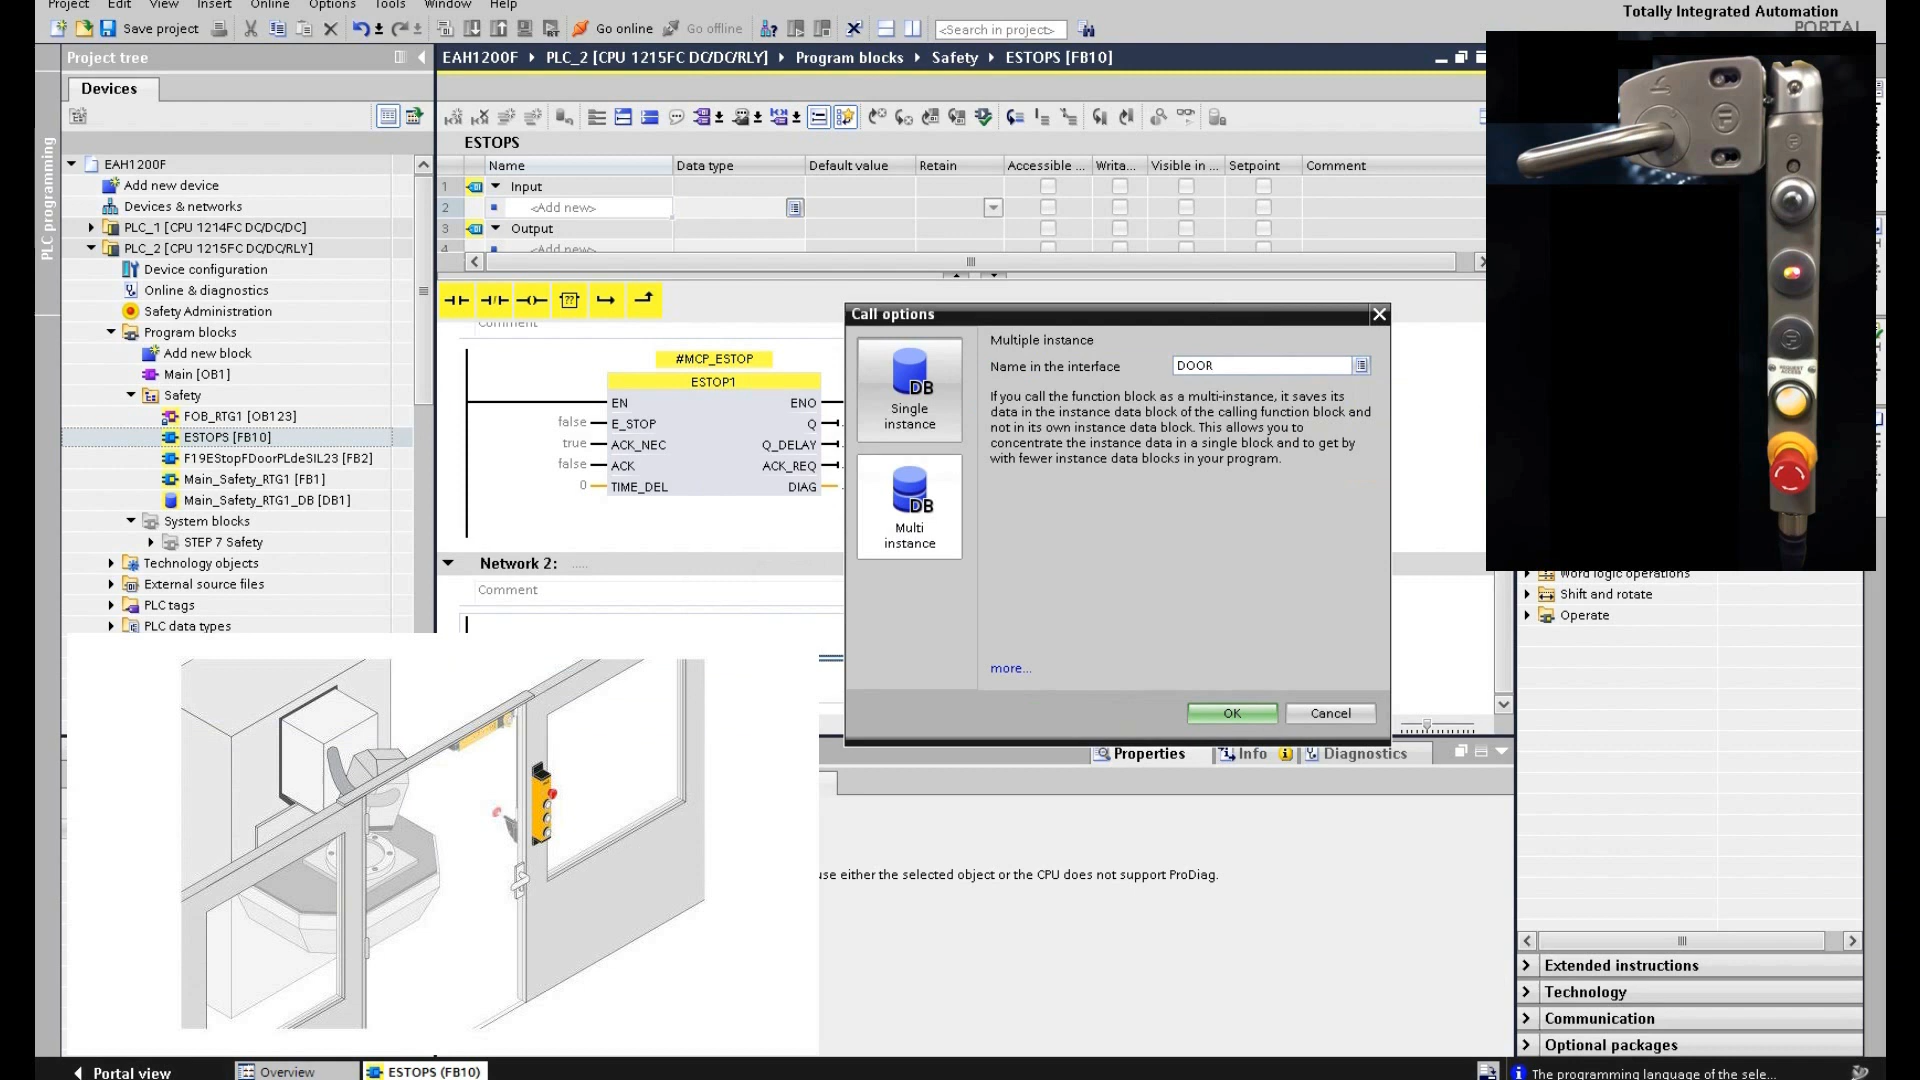 Project Edit View Insert Online Options Tools Window Help
Totally Integrated Automation
PORTAL
Save project
Go online
Go offline
<Search in project>
Project tree
EAH1200F
PLC_2 [CPU 1215FC DC/DC/RLY]
Program blocks
Safety
ESTOPS [FB10]
Devices
PLC programming
ESTOPS
Name Data type Default value Retain Accessible ... Writa... Visible in ... Setpoint Comment
1 Input
2 <Add new>
3 Output
4 <Add new>
EAH1200F
Add new device
Devices & networks
PLC_1 [CPU 1214FC DC/DC/DC]
PLC_2 [CPU 1215FC DC/DC/RLY]
Device configuration
Online & diagnostics
Safety Administration
Program blocks
Add new block
Main [OB1]
Safety
FOB_RTG1 [OB123]
ESTOPS [FB10]
F19EStopFDoorPLdeSIL23 [FB2]
Main_Safety_RTG1 [FB1]
Main_Safety_RTG1_DB [DB1]
System blocks
STEP 7 Safety
Technology objects
External source files
PLC tags
PLC data types
??
Comment
#MCP_ESTOP
ESTOP1
EN ENO
false E_STOP Q
true ACK_NEC Q_DELAY
false ACK ACK_REQ
0 TIME_DEL DIAG
Network 2: .....
Comment
Call options
DB
Single
instance
DB
Multi
instance
Multiple instance
Name in the interface DOOR
If you call the function block as a multi-instance, it saves its
data in the instance data block of the calling function block and
not in its own instance data block. This allows you to
concentrate the instance data in a single block and to get by
with fewer instance data blocks in your program.
more...
OK Cancel
REQUEST
ACCESS
Word logic operations
Shift and rotate
Operate
Properties Info Diagnostics
use either the selected object or the CPU does not support ProDiag.
Extended instructions
Technology
Communication
Optional packages
Portal view
Overview
ESTOPS (FB10)
The programming language of the sele...